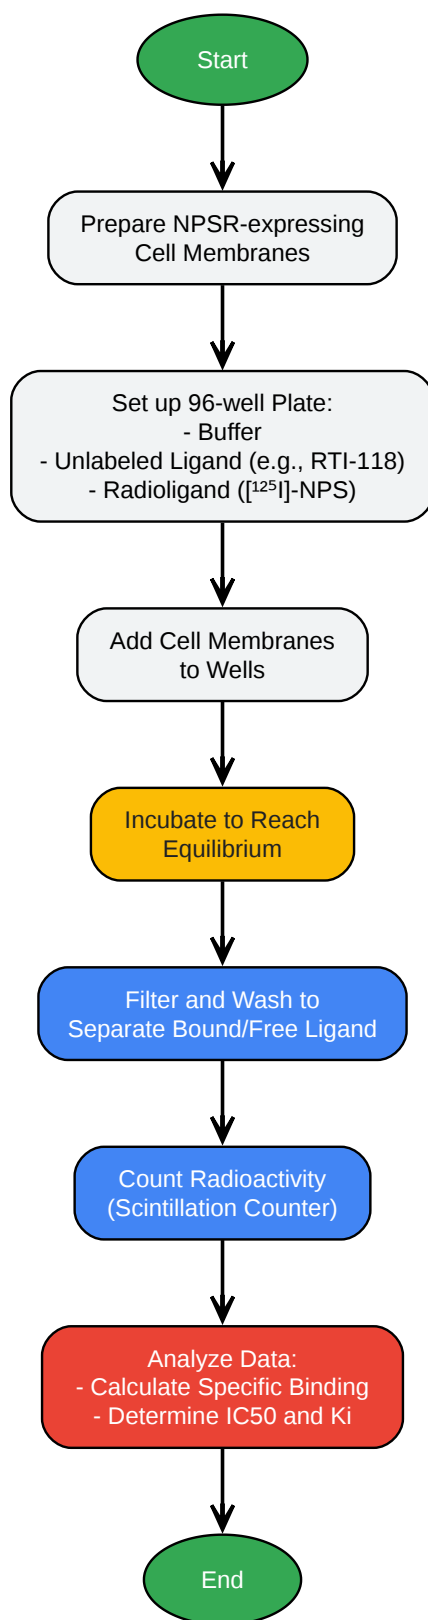 Start
Prepare NPSR-expressing
Cell Membranes
Set up 96-well Plate:
- Buffer
- Unlabeled Ligand (e.g., RTI-118)
- Radioligand ([¹²⁵I]-NPS)
Add Cell Membranes
to Wells
Incubate to Reach
Equilibrium
Filter and Wash to
Separate Bound/Free Ligand
Count Radioactivity
(Scintillation Counter)
Analyze Data:
- Calculate Specific Binding
- Determine IC50 and Ki
End